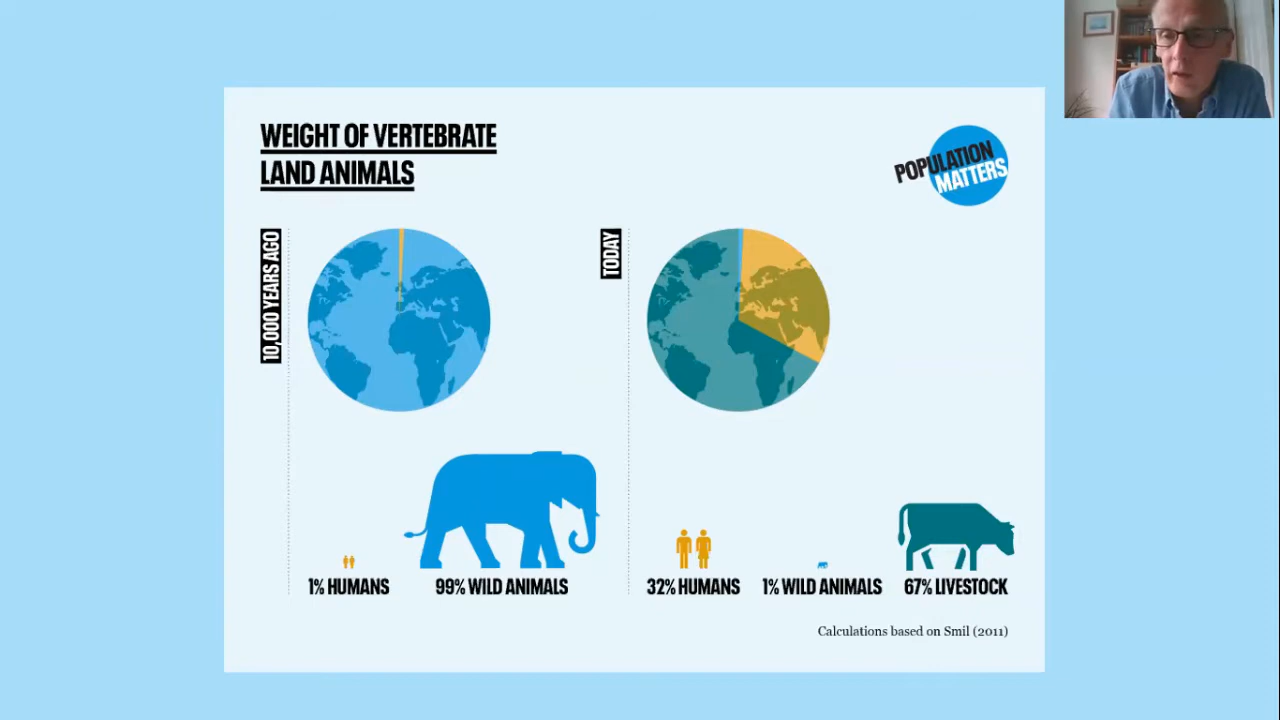 WEIGHT OF VERTEBRATE
LAND ANIMALS
POPULATION
MATTERS
10,000 YEARS AGO
TODAY
1% HUMANS
99% WILD ANIMALS
32% HUMANS
1% WILD ANIMALS
67% LIVESTOCK
Calculations based on Smil (2011)